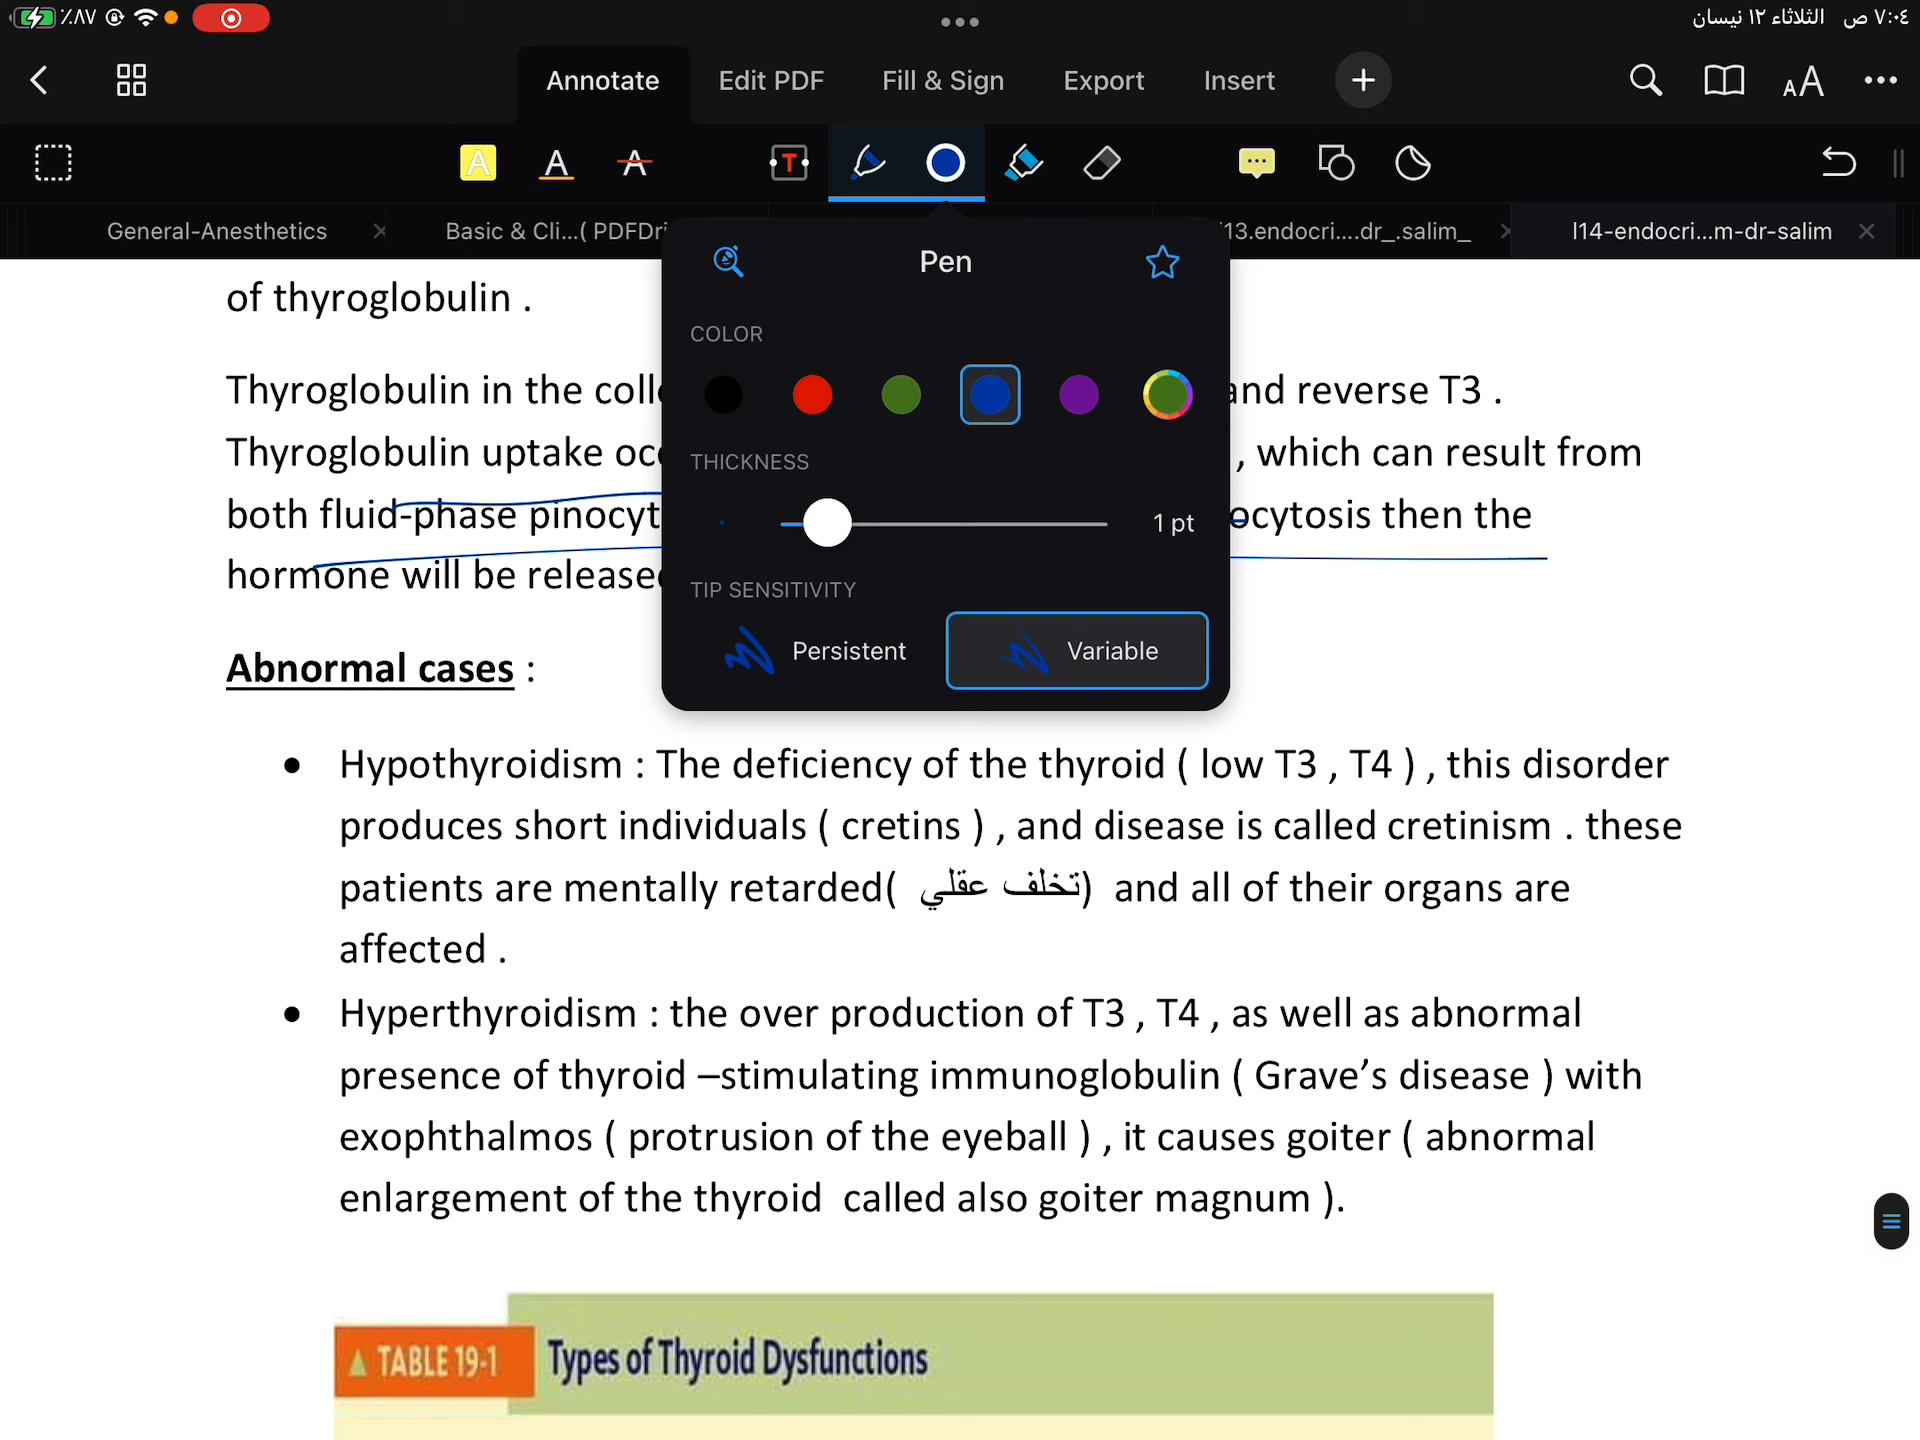 ٪٨٧
٧:٠٤ ص الثلاثاء ١٢ نيسان
Annotate Edit PDF Fill & Sign Export Insert
General-Anesthetics Basic & Cli...( PDFDri 13.endocri....dr_.salim_ l14-endocri...m-dr-salim
Pen
COLOR
THICKNESS
1 pt
TIP SENSITIVITY
Persistent Variable
of thyroglobulin .
Thyroglobulin in the and reverse T3 .
Thyroglobulin uptake , which can result from
both fluid-phase then the
hormone will be
Abnormal cases :
• Hypothyroidism : The deficiency of the thyroid ( low T3 , T4 ) , this disorder
produces short individuals ( cretins ) , and disease is called cretinism . these
patients are mentally retarded( تخلف عقلي) and all of their organs are
affected .
• Hyperthyroidism : the over production of T3 , T4 , as well as abnormal
presence of thyroid –stimulating immunoglobulin ( Grave’s disease ) with
exophthalmos ( protrusion of the eyeball ) , it causes goiter ( abnormal
enlargement of the thyroid called also goiter magnum ).
TABLE 19-1 Types of Thyroid Dysfunctions